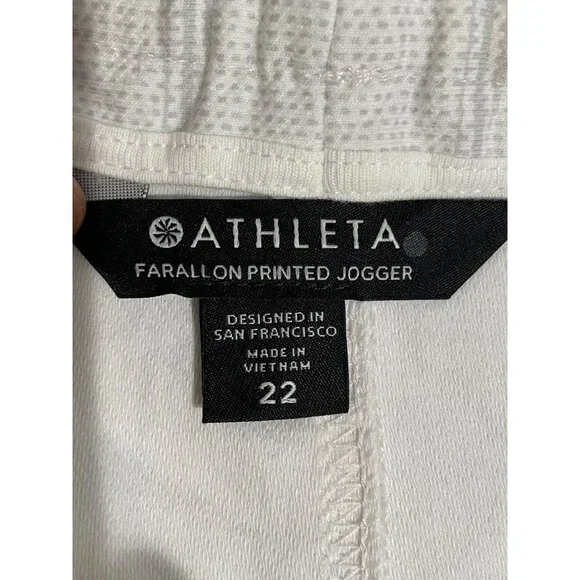 ATHLETA
FARALLON PRINTED JOGGER
DESIGNED IN
SAN FRANCISCO
MADE IN
VIETNAM
22